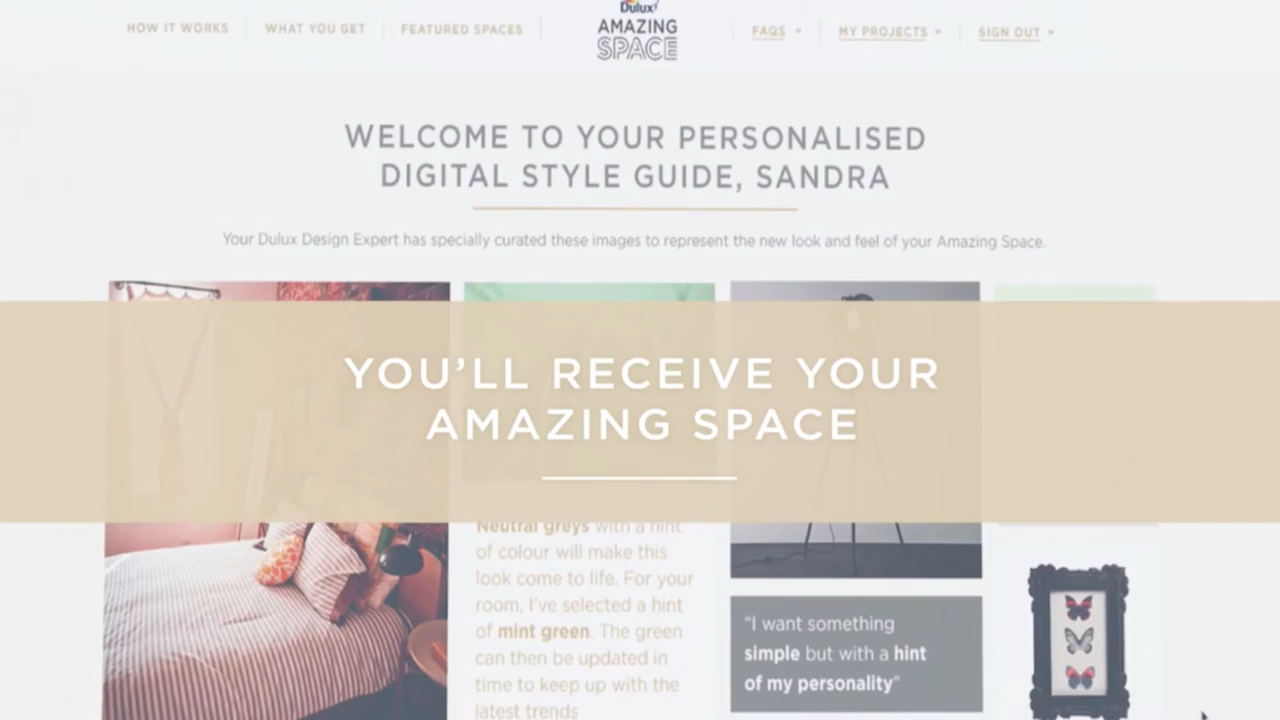 HOW IT WORKS
WHAT YOU GET
FEATURED SPACES
Dulux
AMAZING
SPACE
FAQS
MY PROJECTS
SIGN OUT
WELCOME TO YOUR PERSONALISED
DIGITAL STYLE GUIDE, SANDRA
Your Dulux Design Expert has specially curated these images to represent the new look and feel of your Amazing Space.
YOU’LL RECEIVE YOUR
AMAZING SPACE
Neutral greys with a hint
of colour will make this
look come to life. For your
room, I’ve selected a hint
of mint green. The green
can then be updated in
time to keep up with the
latest trends
“I want something
simple but with a hint
of my personality”